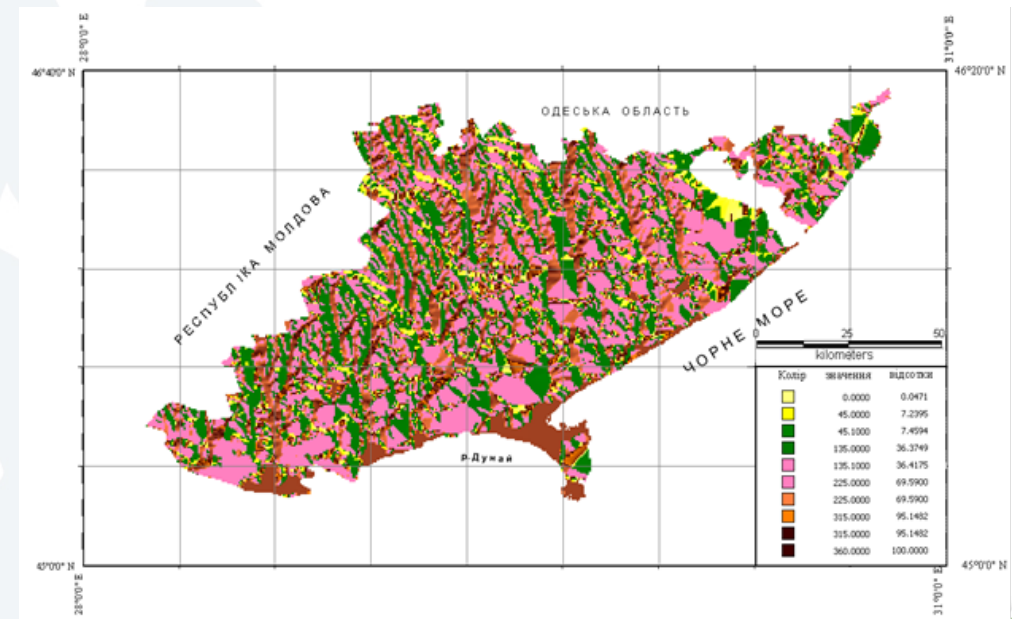 28°0'0" E
31°0'0" E
46°40'0" N
46°20'0" N
ОДЕСЬКА ОБЛАСТЬ
РЕСПУБЛІКА МОЛДОВА
ЧОРНЕ МОРЕ
р.Дунай
0 25 50
kilometers
Колір значення відсотки
0.0000 0.0471
45.0000 7.2395
45.1000 7.4594
135.0000 36.3749
135.1000 36.4175
225.0000 69.5900
225.0000 69.5900
315.0000 95.1482
315.0000 95.1482
360.0000 100.0000
45°0'0" N
45°0'0" N
28°0'0" E
31°0'0" E